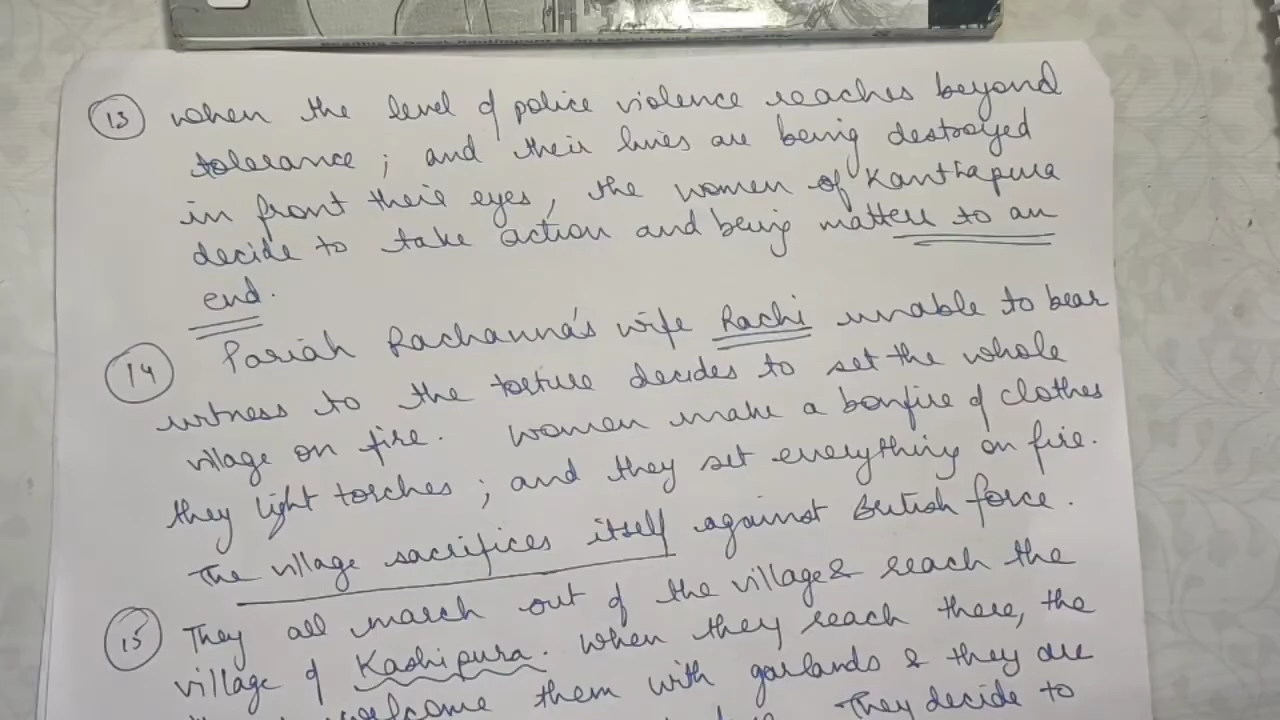 13 when the level of police violence reaches beyond
tolerance ; and their lives are being destroyed
in front their eyes, the women of Kanthapura
decide to take action and being matters to an
end.
14 Pariah Rachanna's wife Rachi unable to bear
witness to the torture decides to set the whole
village on fire. Women make a bonfire of clothes
they light torches ; and they set everything on fire.
The village sacrifices itself against British force.
15 They all march out of the village & reach the
village of Kashipura. When they reach there, the
welcome them with garlands & they are
They decide to